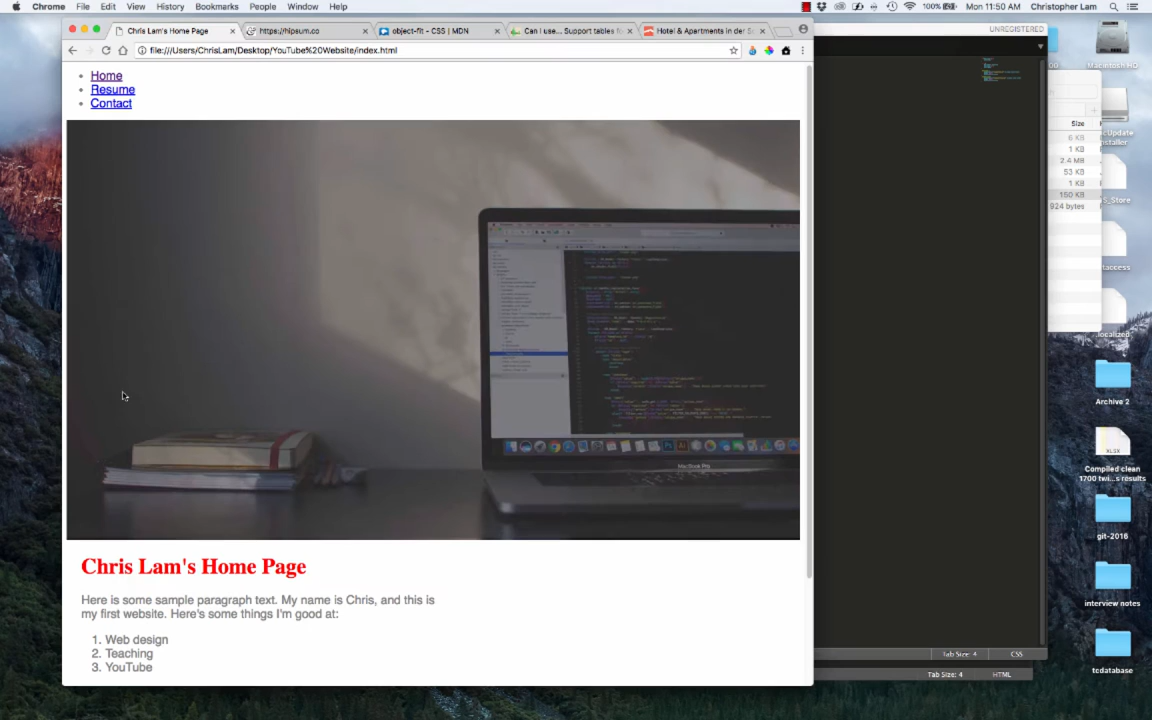 Chrome File Edit View History Bookmarks People Window Help 100% Mon 11:50 AM Christopher Lam
Chris Lam's Home Page https://hipsum.co object-fit - CSS | MDN Can I use... Support tables fo Hotel & Apartments in der Sc
UNREGISTERED
file:///Users/ChrisLam/Desktop/YouTube%20Website/index.html
Home
Resume
Contact
MacBook Pro
Chris Lam's Home Page
Here is some sample paragraph text. My name is Chris, and this is
my first website. Here's some things I'm good at:
1. Web design
2. Teaching
3. YouTube
Size
6 KB
1 KB
2.4 MB
53 KB
1 KB
150 KB
924 bytes
Tab Size: 4 CSS
Tab Size: 4 HTML
Macintosh HD
Archive 2
XLSX
Compiled clean
1700 twi...s results
git-2016
interview notes
tcdatabase